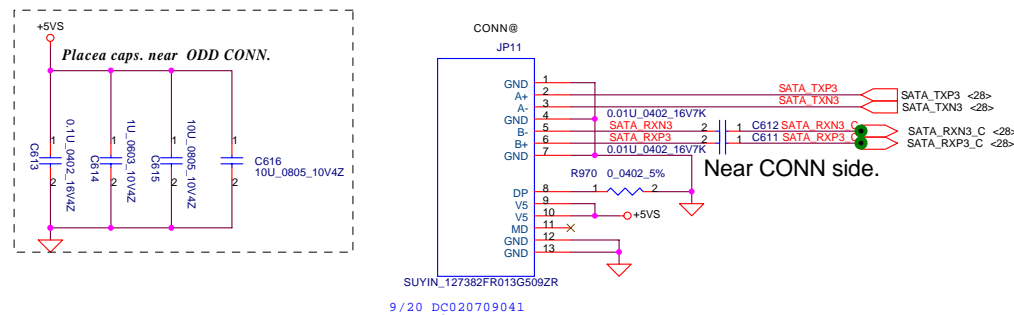 +5VS
Placea caps. near ODD CONN.
1
2
C613
0.1U_0402_16V4Z
1
2
C614
1U_0603_10V4Z
1
2
C615
10U_0805_10V4Z
1
2
C616
10U_0805_10V4Z
CONN@
JP11
GND 1
A+ 2 SATA_TXP3 SATA_TXP3 <28>
A- 3 SATA_TXN3 SATA_TXN3 <28>
GND 4 0.01U_0402_16V7K
B- 5 SATA_RXN3 2 1 C612 SATA_RXN3_C SATA_RXN3_C <28>
B+ 6 SATA_RXP3 2 1 C611 SATA_RXP3_C SATA_RXP3_C <28>
GND 7 0.01U_0402_16V7K
Near CONN side.
R970 0_0402_5%
DP 8 1 2
V5 9
V5 10 +5VS
MD 11
GND 12
GND 13
SUYIN_127382FR013G509ZR
9/20 DC020709041